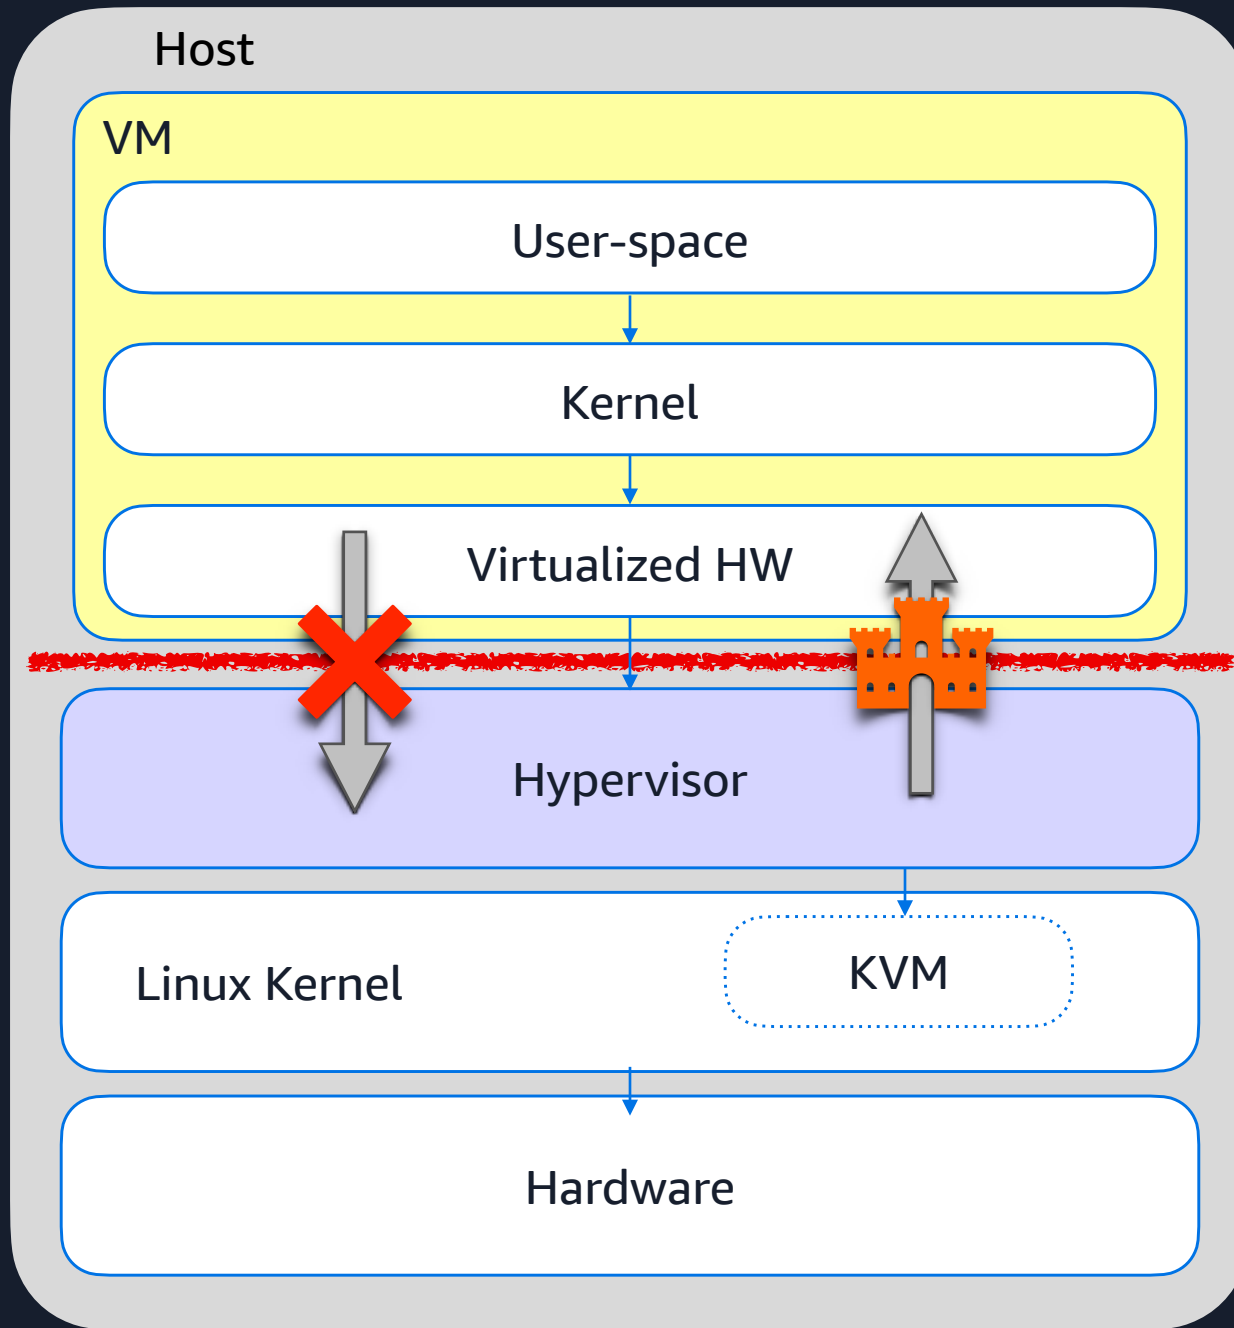 Host
VM
User-space
Kernel
Virtualized HW
Hypervisor
Linux Kernel
KVM
Hardware